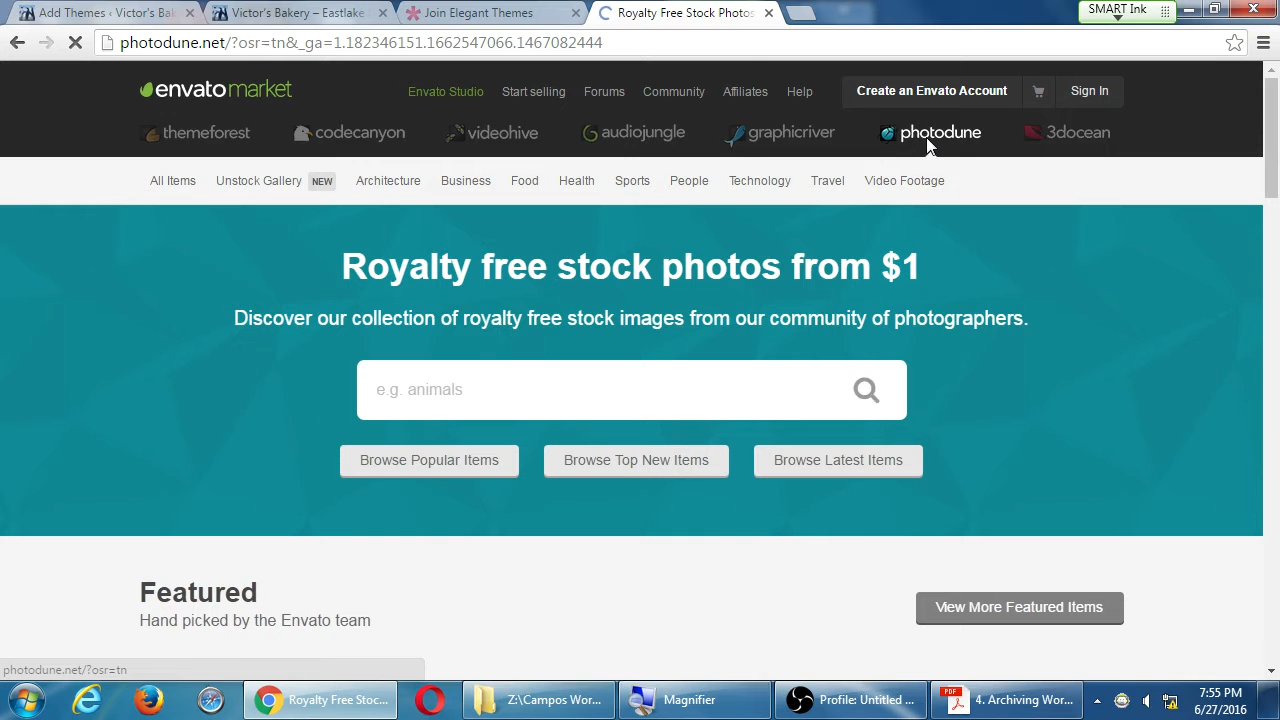 Add Themes ‹ Victor's Bak
Victor's Bakery – Eastlake
Join Elegant Themes
Royalty Free Stock Photos
SMART Ink
photodune.net/?osr=tn&_ga=1.182346151.1662547066.1467082444
envatomarket
Envato Studio
Start selling
Forums
Community
Affiliates
Help
Create an Envato Account
Sign In
themeforest
codecanyon
videohive
audiojungle
graphicriver
photodune
3docean
All Items
Unstock Gallery NEW
Architecture
Business
Food
Health
Sports
People
Technology
Travel
Video Footage
Royalty free stock photos from $1
Discover our collection of royalty free stock images from our community of photographers.
e.g. animals
Browse Popular Items
Browse Top New Items
Browse Latest Items
Featured
Hand picked by the Envato team
View More Featured Items
photodune.net/?osr=tn
Royalty Free Stoc...
Z:\Campos Wor...
Magnifier
Profile: Untitled ...
PDF
4. Archiving Wor...
7:55 PM
6/27/2016